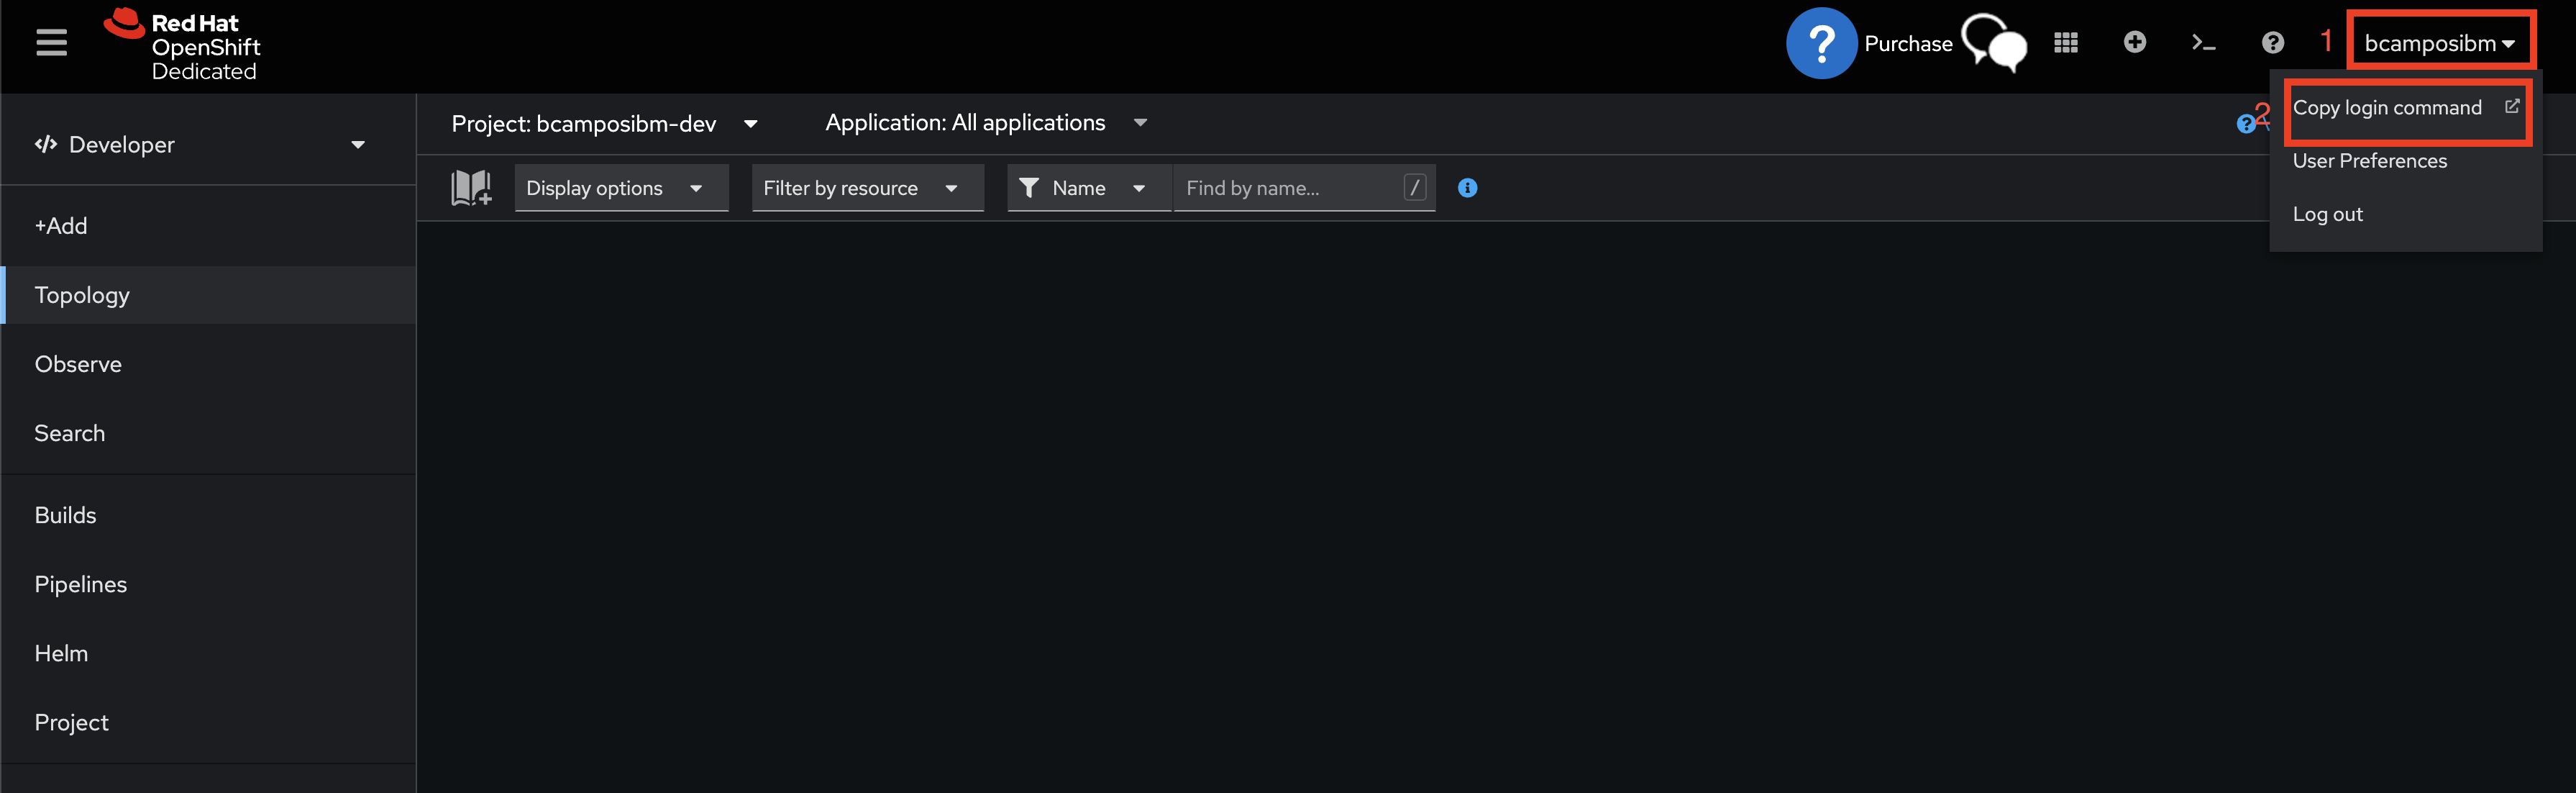 Red Hat
OpenShift
Dedicated
? Purchase
? 1 bcamposibm
Developer
+Add
Topology
Observe
Search
Builds
Pipelines
Helm
Project
Project: bcamposibm-dev
Application: All applications
? 2
Display options
Filter by resource
Name
Find by name...
/
i
Copy login command
User Preferences
Log out